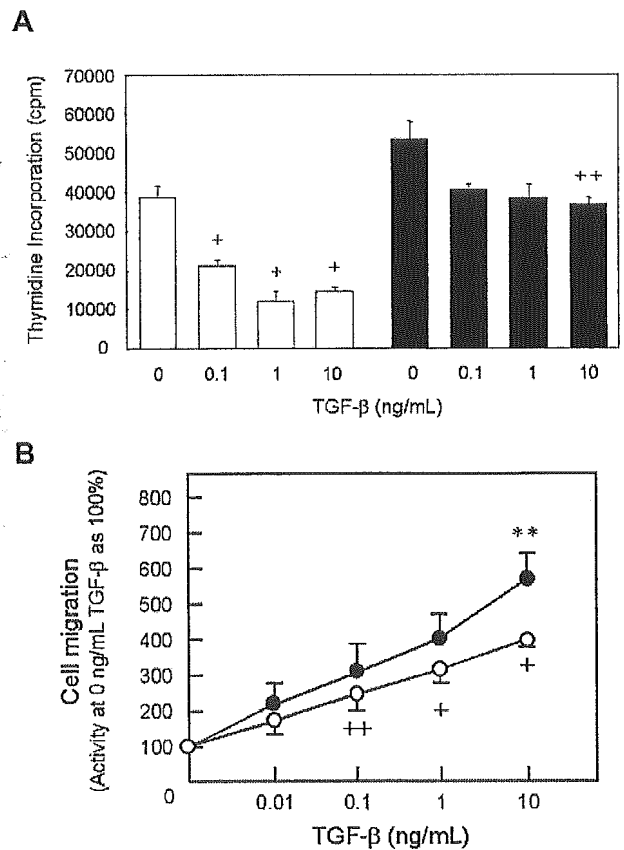 A
Thymidine Incorporation (cpm)
70000
60000
50000
40000
30000
20000
10000
0
+
+
+
++
0 0.1 1 10 0 0.1 1 10
TGF-β (ng/mL)
B
Cell migration
(Activity at 0 ng/mL TGF-β as 100%)
800
700
600
500
400
300
200
100
0
**
++
+
+
0.01 0.1 1 10
TGF-β (ng/mL)